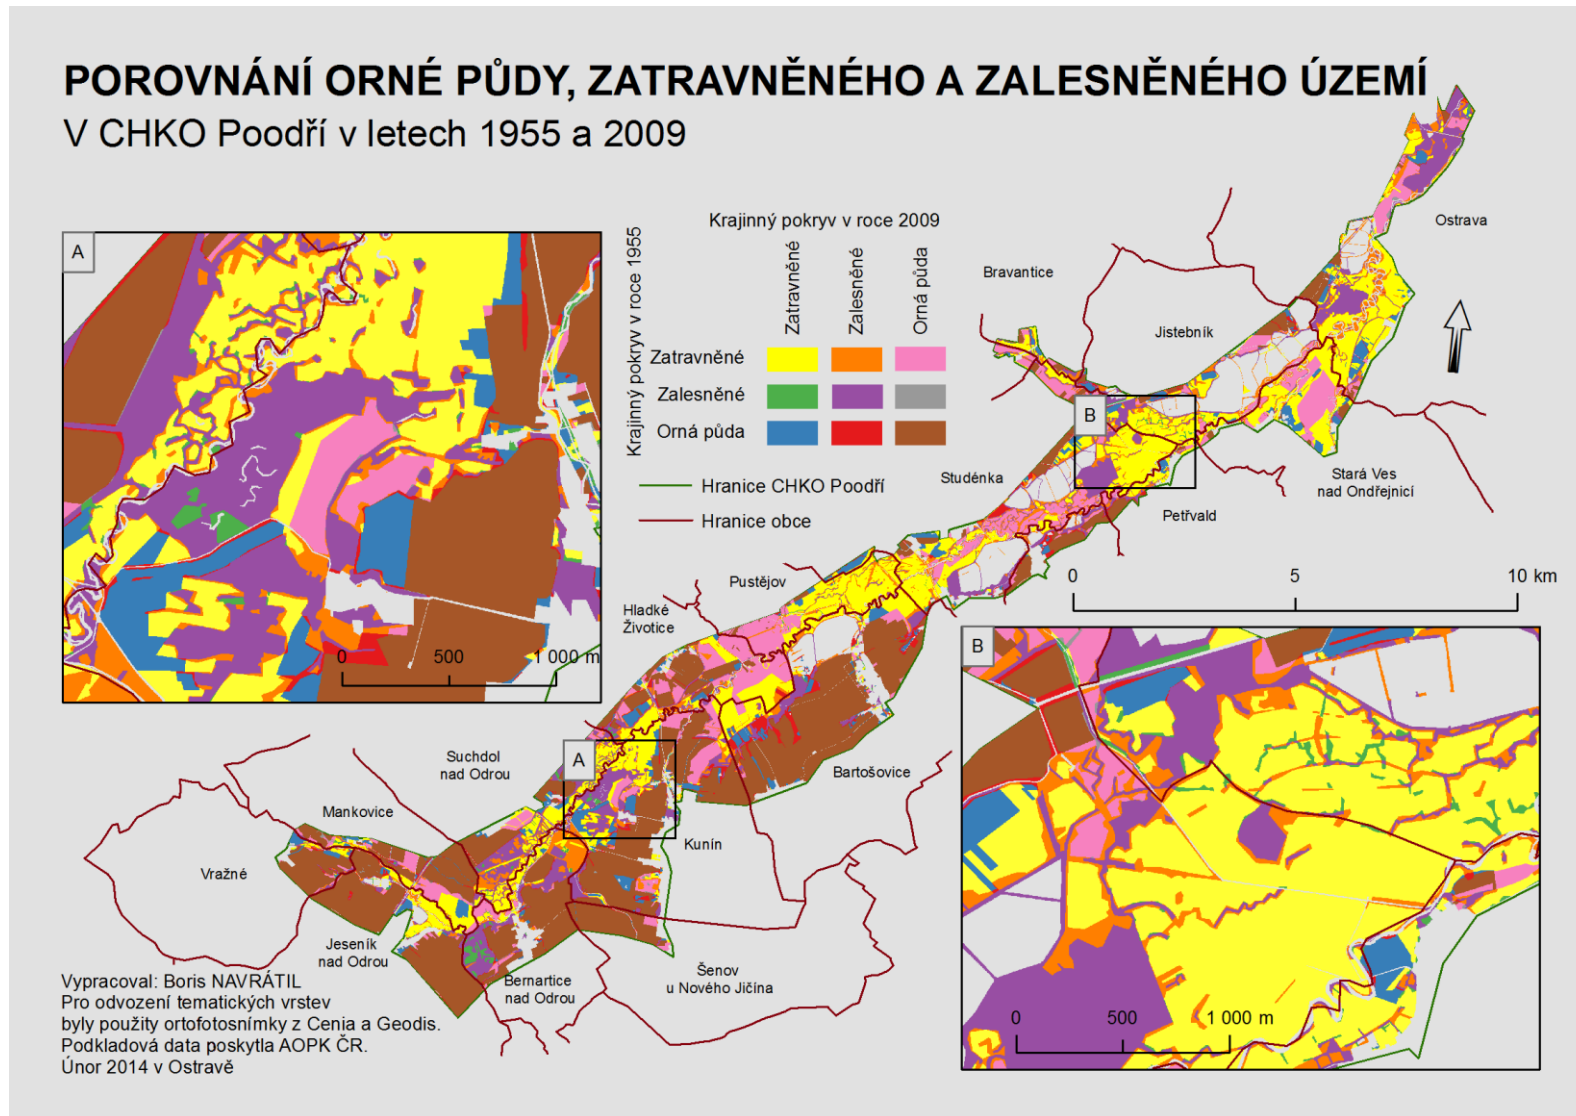 POROVNÁNÍ ORNÉ PŮDY, ZATRAVNĚNÉHO A ZALESNĚNÉHO ÚZEMÍ
V CHKO Poodří v letech 1955 a 2009
A
0 500 1 000 m
Krajinný pokryv v roce 2009
Krajinný pokryv v roce 1955
Zatravněné
Zalesněné
Orná půda
Zatravněné
Zalesněné
Orná půda
Hranice CHKO Poodří
Hranice obce
Ostrava
Bravantice
Jistebník
B
Studénka
Stará Ves
nad Ondřejnicí
Petřvald
0 5 10 km
Pustějov
Hladké
Životice
Suchdol
nad Odrou
A
Bartošovice
Mankovice
Kunín
Vražné
Jeseník
nad Odrou
Bernartice
nad Odrou
Šenov
u Nového Jičína
B
0 500 1 000 m
Vypracoval: Boris NAVRÁTIL
Pro odvození tematických vrstev
byly použity ortofotosnímky z Cenia a Geodis.
Podkladová data poskytla AOPK ČR.
Únor 2014 v Ostravě